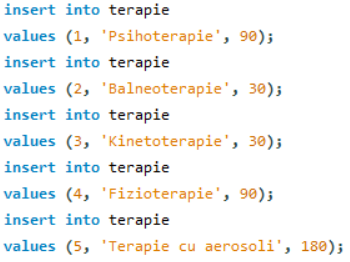 insert into terapie
values (1, 'Psihoterapie', 90);
insert into terapie
values (2, 'Balneoterapie', 30);
insert into terapie
values (3, 'Kinetoterapie', 30);
insert into terapie
values (4, 'Fizioterapie', 90);
insert into terapie
values (5, 'Terapie cu aerosoli', 180);